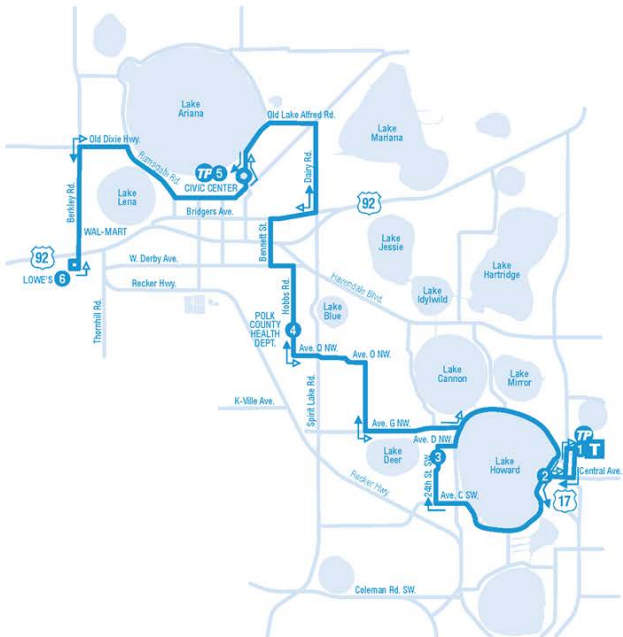 Lake
Ariana
Old Lake Alfred Rd.
Lake
Mariana
Old Dixie Hwy.
TP 5
CIVIC CENTER
Dairy Rd.
Berkley Rd.
Lake
Lena
Bridgers Ave.
92
WAL-MART
Bennett St.
Lake
Jessie
92
LOWE'S 6
W. Derby Ave.
Recker Hwy.
Havendale Blvd.
Lake
Hartridge
Lake
Idylwild
Thornhill Rd.
Hobbs Rd.
Lake
Blue
POLK
COUNTY
HEALTH
DEPT.
4
Ave. Q NW.
Ave. O NW.
Lake
Cannon
Lake
Mirror
Spirit Lake Rd.
K-Ville Ave.
Ave. G NW.
Ave. D NW.
TP
1 T
Lake
Deer
3
24th St. SW.
Lake
Howard
2
Central Ave.
Recker Hwy.
Ave. C SW.
17
Coleman Rd. SW.